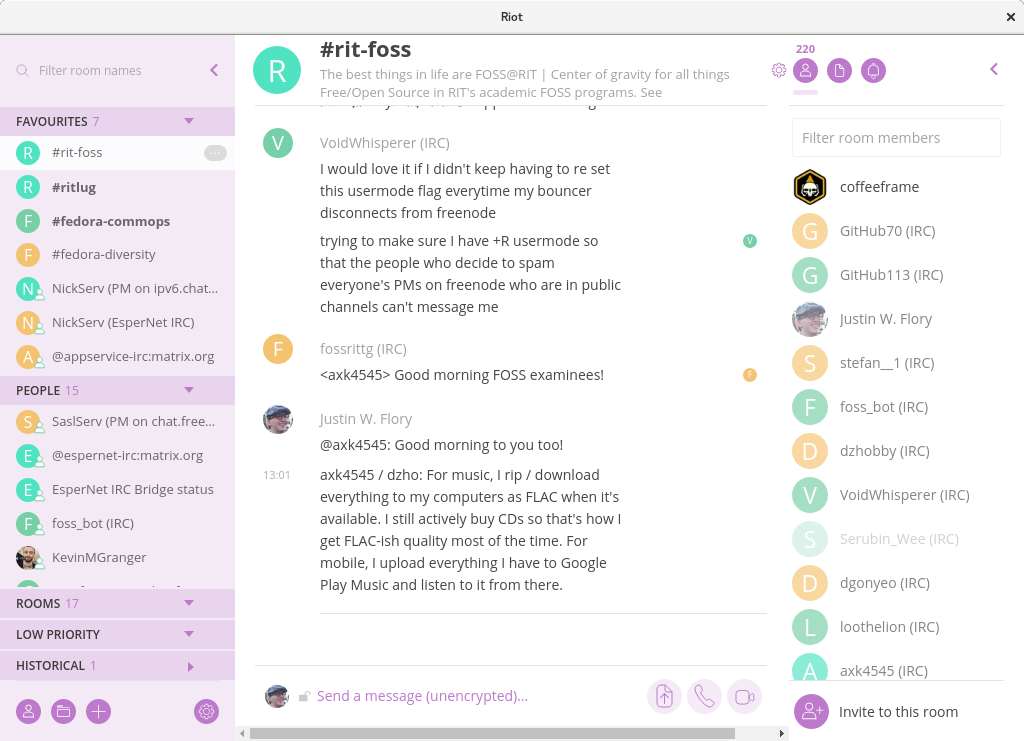 Riot
Filter room names
FAVOURITES 7
#rit-foss
R
R
#ritlug
F
#fedora-commops
F
#fedora-diversity
N
NickServ (PM on ipv6.chat...
N
NickServ (EsperNet IRC)
A
@appservice-irc:matrix.org
PEOPLE 15
S
SaslServ (PM on chat.free...
E
@espernet-irc:matrix.org
E
EsperNet IRC Bridge status
F
foss_bot (IRC)
KevinMGranger
ROOMS 17
LOW PRIORITY
HISTORICAL 1
R
#rit-foss
The best things in life are FOSS@RIT | Center of gravity for all things
Free/Open Source in RIT's academic FOSS programs. See
V
VoidWhisperer (IRC)
I would love it if I didn't keep having to re set
this usermode flag everytime my bouncer
disconnects from freenode
trying to make sure I have +R usermode so
V
that the people who decide to spam
everyone's PMs on freenode who are in public
channels can't message me
F
fossrittg (IRC)
<axk4545> Good morning FOSS examinees!
F
Justin W. Flory
@axk4545: Good morning to you too!
13:01
axk4545 / dzho: For music, I rip / download
everything to my computers as FLAC when it's
available. I still actively buy CDs so that's how I
get FLAC-ish quality most of the time. For
mobile, I upload everything I have to Google
Play Music and listen to it from there.
Send a message (unencrypted)...
220
Filter room members
coffeeframe
G
GitHub70 (IRC)
G
GitHub113 (IRC)
Justin W. Flory
S
stefan__1 (IRC)
F
foss_bot (IRC)
D
dzhobby (IRC)
V
VoidWhisperer (IRC)
S
Serubin_Wee (IRC)
D
dgonyeo (IRC)
L
loothelion (IRC)
A
axk4545 (IRC)
Invite to this room